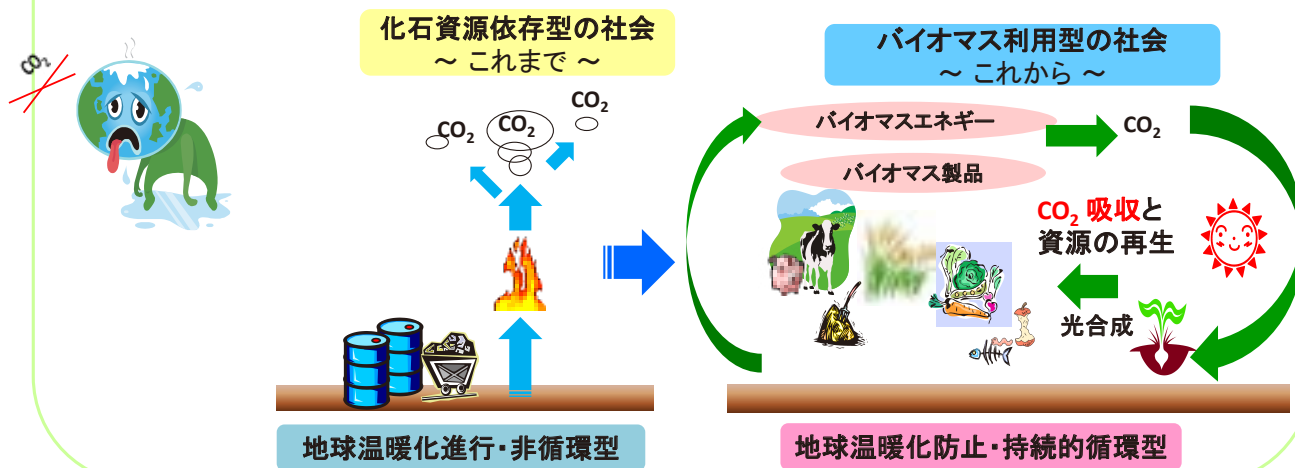 CO₂
化石資源依存型の社会
～ これまで ～
CO₂
CO₂
CO₂
地球温暖化進行・非循環型
バイオマス利用型の社会
～ これから ～
バイオマスエネギー
CO₂
バイオマス製品
CO₂ 吸収と
資源の再生
光合成
地球温暖化防止・持続的循環型